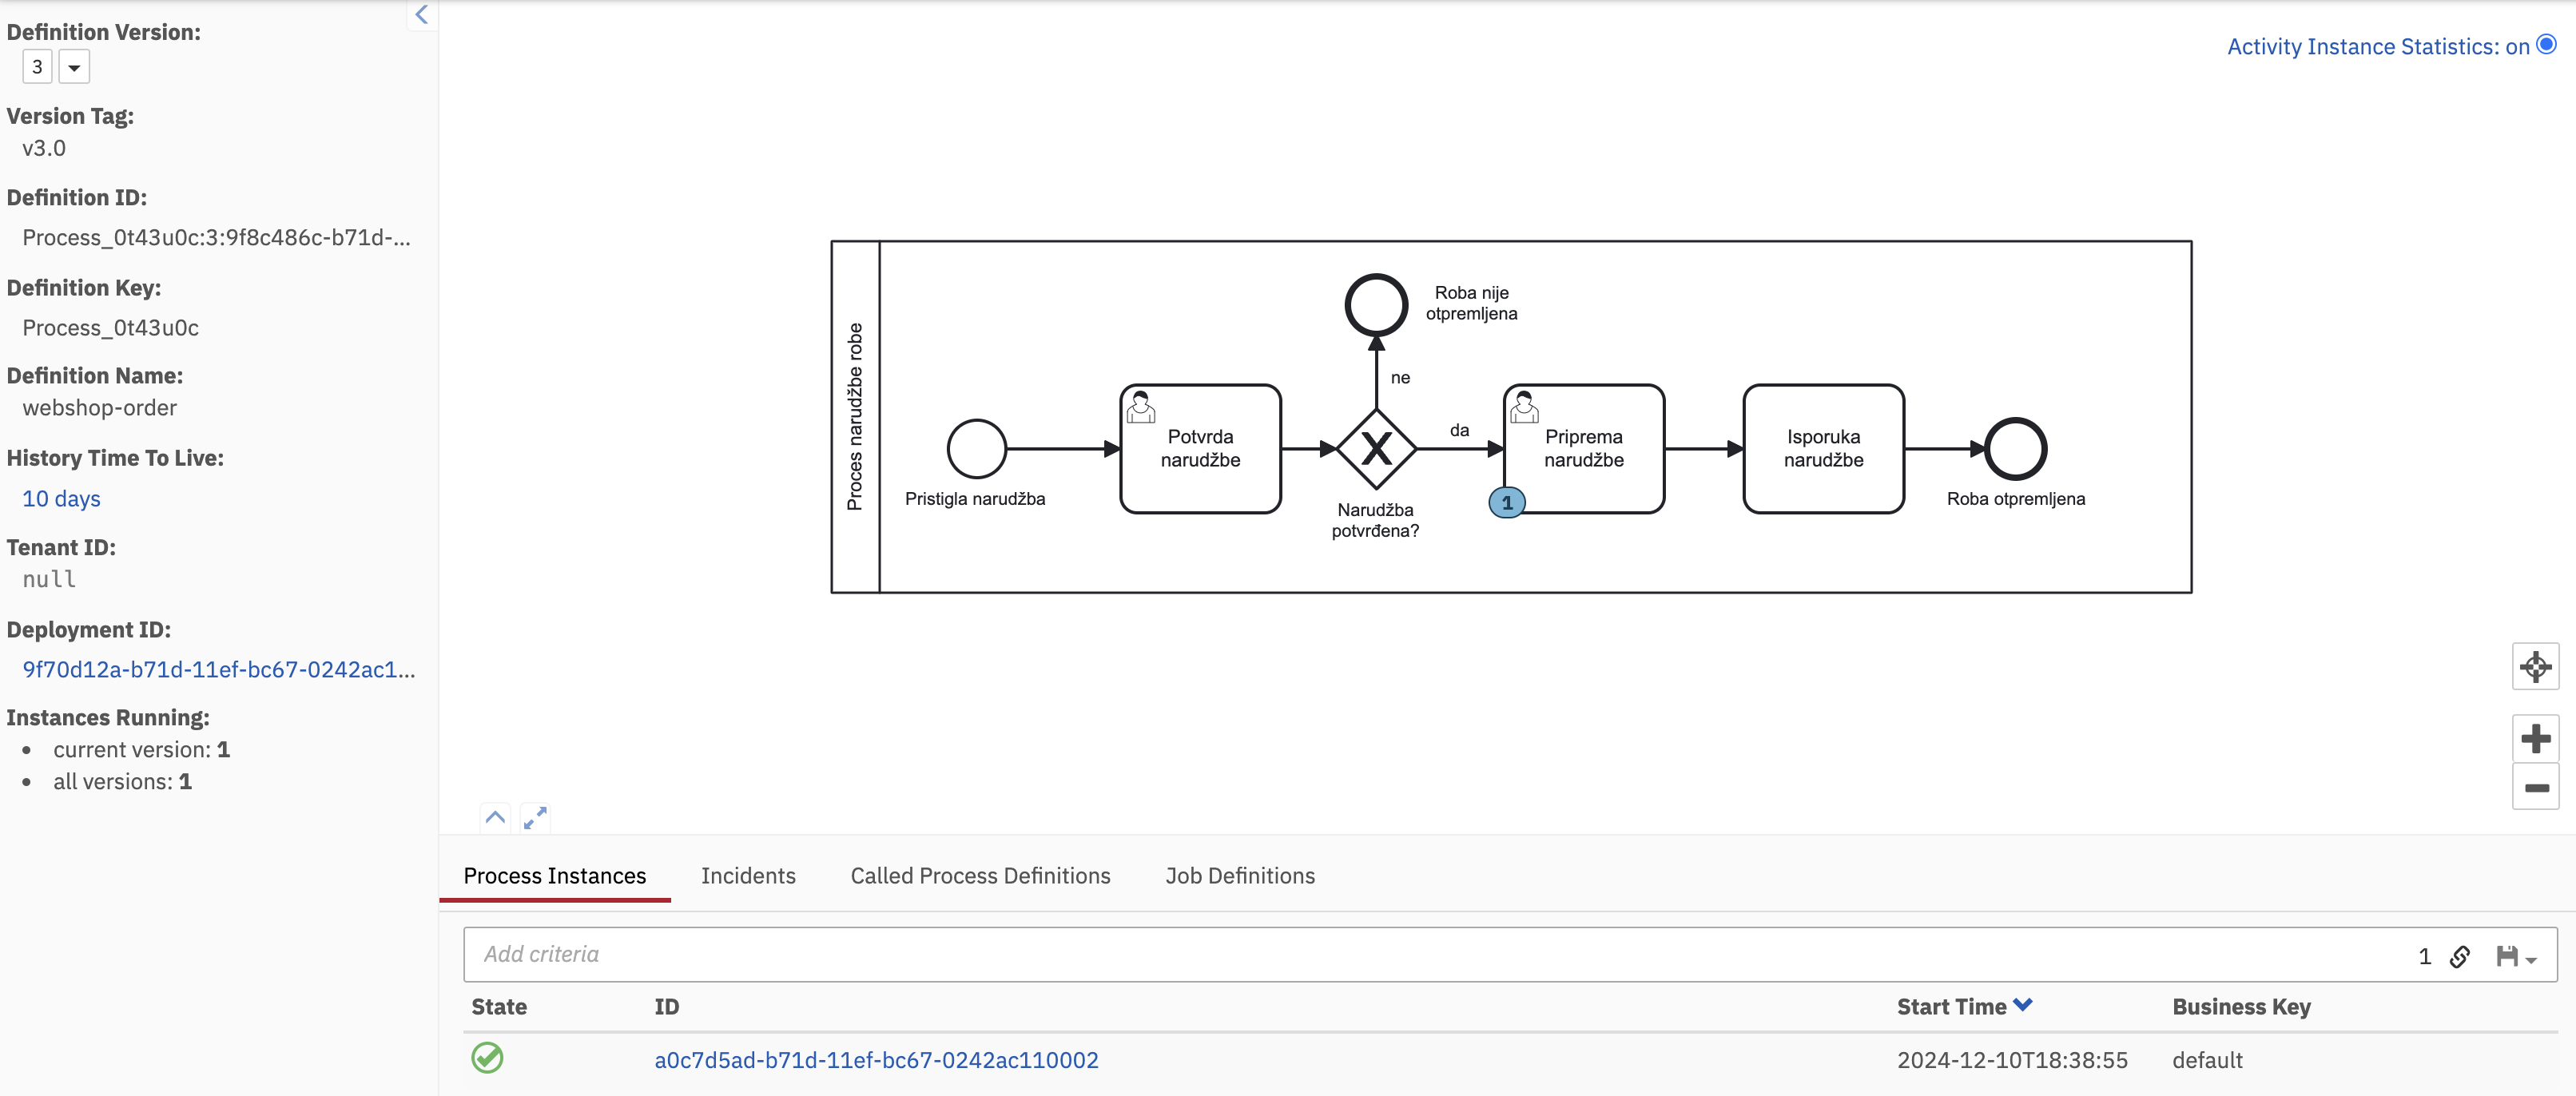 Definition Version:
3
Version Tag:
v3.0
Definition ID:
Process_0t43u0c:3:9f8c486c-b71d-...
Definition Key:
Process_0t43u0c
Definition Name:
webshop-order
History Time To Live:
10 days
Tenant ID:
null
Deployment ID:
9f70d12a-b71d-11ef-bc67-0242ac1...
Instances Running:
current version: 1
all versions: 1
Activity Instance Statistics: on
Proces narudžbe robe
Roba nije
otpremljena
ne
Pristigla narudžba
Potvrda
narudžbe
Narudžba
potvrđena?
da
Priprema
narudžbe
1
Isporuka
narudžbe
Roba otpremljena
Process Instances
Incidents
Called Process Definitions
Job Definitions
Add criteria
1
State
ID
Start Time
Business Key
a0c7d5ad-b71d-11ef-bc67-0242ac110002
2024-12-10T18:38:55
default